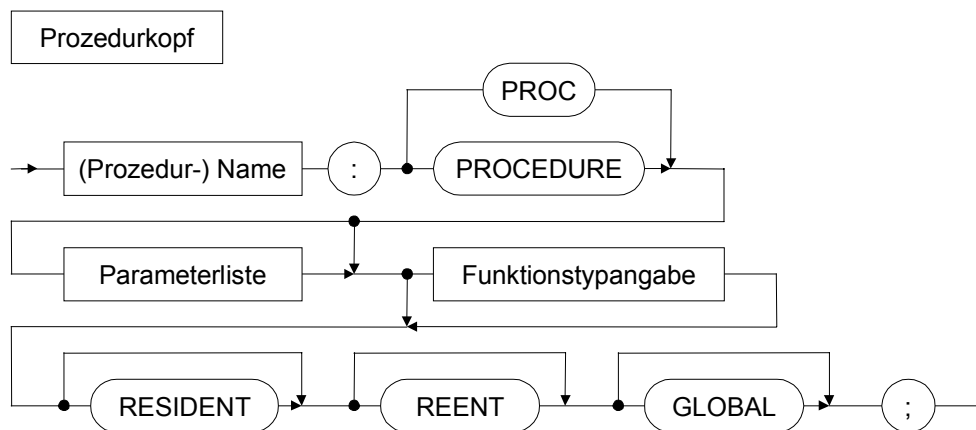 Prozedurkopf
PROC
(Prozedur-) Name : PROCEDURE
Parameterliste Funktionstypangabe
RESIDENT REENT GLOBAL ;